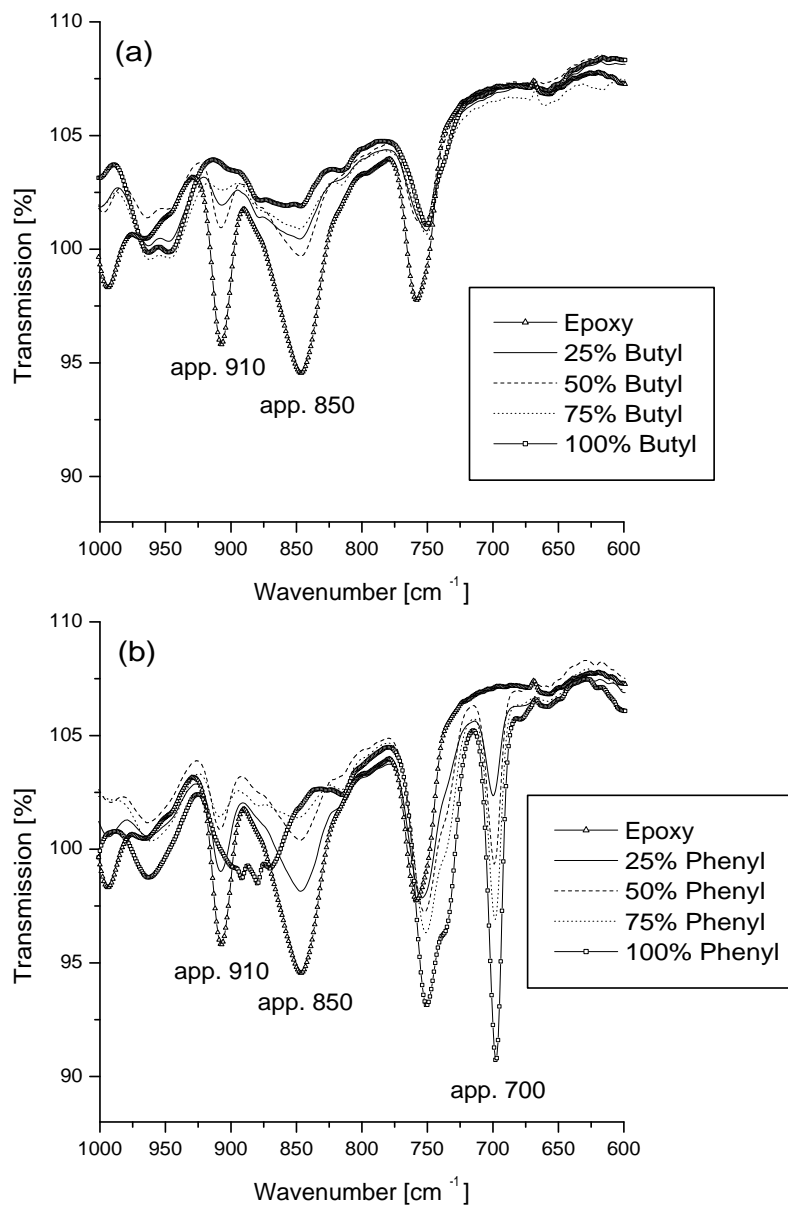 (a)
110
105
100
95
90
Transmission [%]
app. 910
app. 850
Epoxy
25% Butyl
50% Butyl
75% Butyl
100% Butyl
1000 950 900 850 800 750 700 650 600
Wavenumber [cm -1]
(b)
110
105
100
95
90
Transmission [%]
app. 910
app. 850
app. 700
Epoxy
25% Phenyl
50% Phenyl
75% Phenyl
100% Phenyl
1000 950 900 850 800 750 700 650 600
Wavenumber [cm -1]